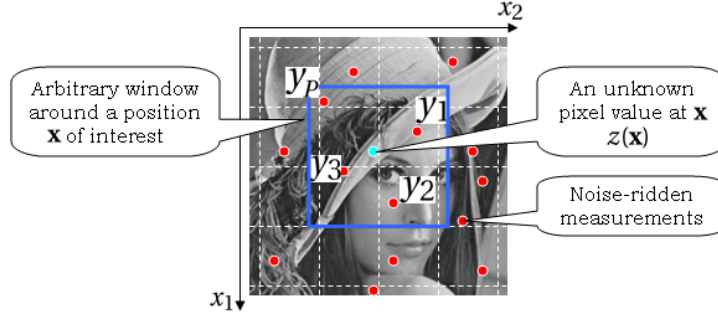 x₂
Arbitrary window
around a position
x of interest
An unknown
pixel value at x
z(x)
y_P
y₁
y₃
y₂
Noise-ridden
measurements
x₁